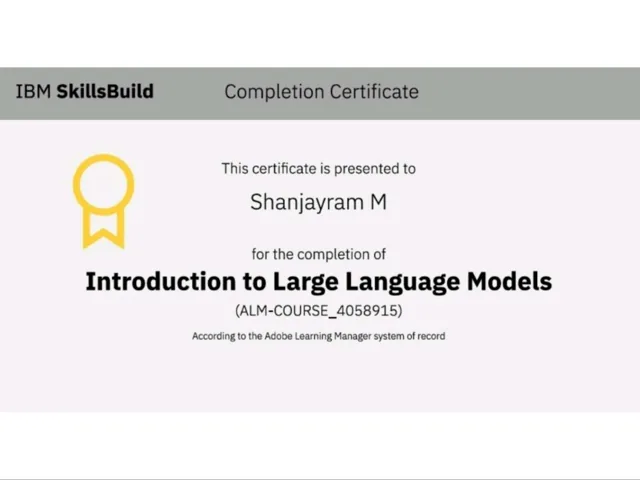 IBM SkillsBuild
Completion Certificate
This certificate is presented to
Shanjayram M
for the completion of
Introduction to Large Language Models
(ALM-COURSE_4058915)
According to the Adobe Learning Manager system of record